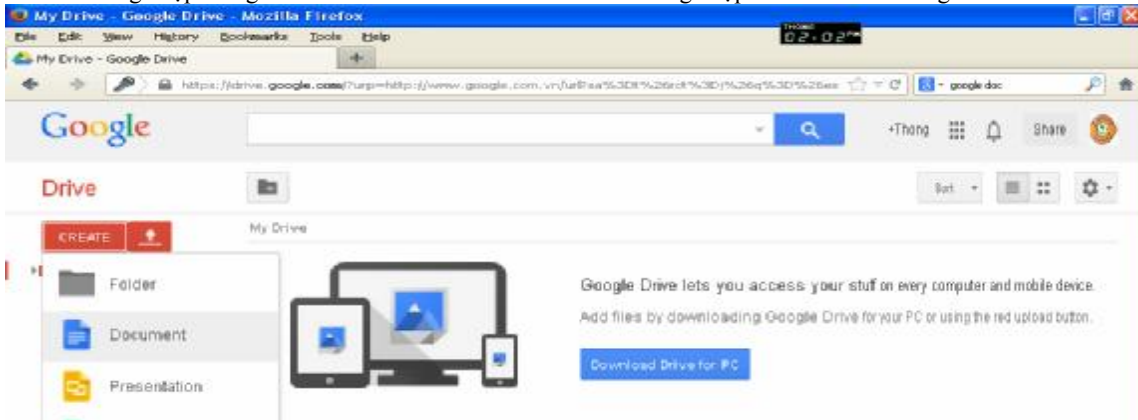 My Drive - Google Drive - Mozilla Firefox
File Edit View History Bookmarks Tools Help
02:02PM
My Drive - Google Drive
google doc
Google
+Thong
Share
Drive
Sort
CREATE
My Drive
Folder
Google Drive lets you access your stuff on every computer and mobile device.
Document
Add files by downloading Google Drive for your PC or using the red upload button.
Download Drive for PC
Presentation